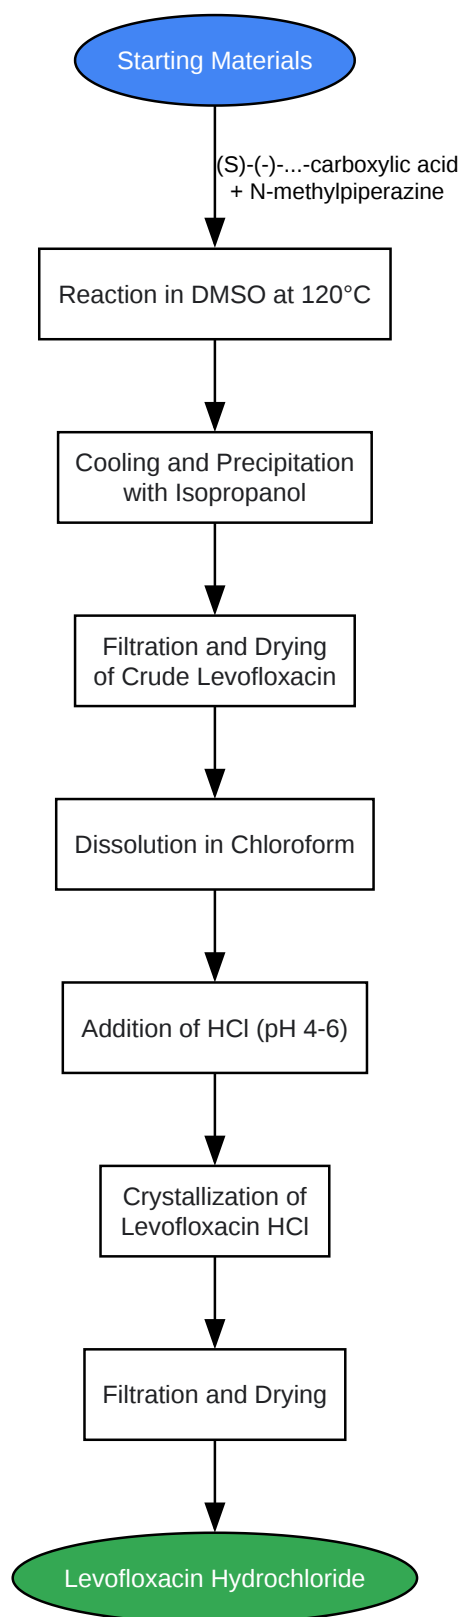 Starting Materials
(S)-(-)-...-carboxylic acid
+ N-methylpiperazine
Reaction in DMSO at 120°C
Cooling and Precipitation
with Isopropanol
Filtration and Drying
of Crude Levofloxacin
Dissolution in Chloroform
Addition of HCl (pH 4-6)
Crystallization of
Levofloxacin HCl
Filtration and Drying
Levofloxacin Hydrochloride